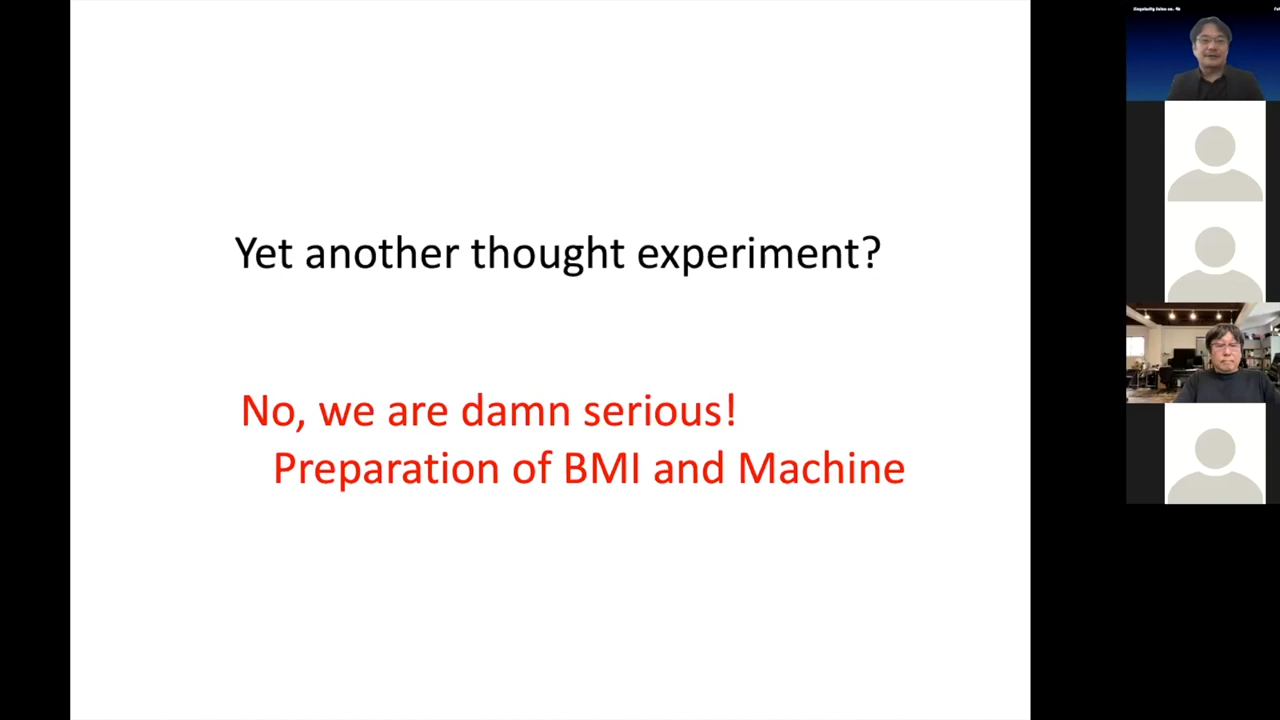 Yet another thought experiment?
No, we are damn serious!
Preparation of BMI and Machine